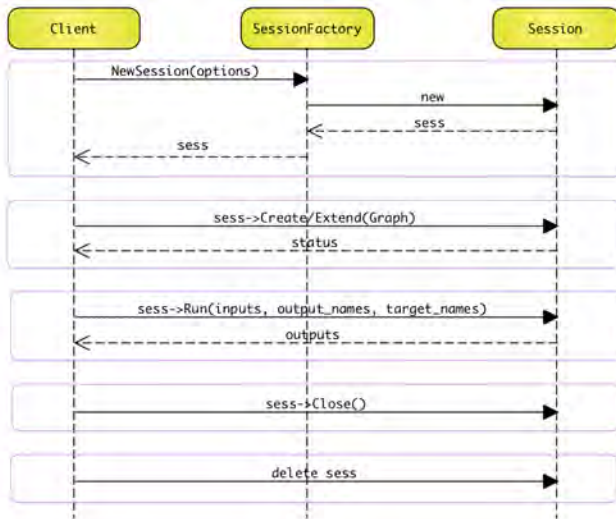 Client SessionFactory Session
NewSession(options)
new
sess
sess
sess->Create/Extend(Graph)
status
sess->Run(inputs, output_names, target_names)
outputs
sess->Close()
delete sess